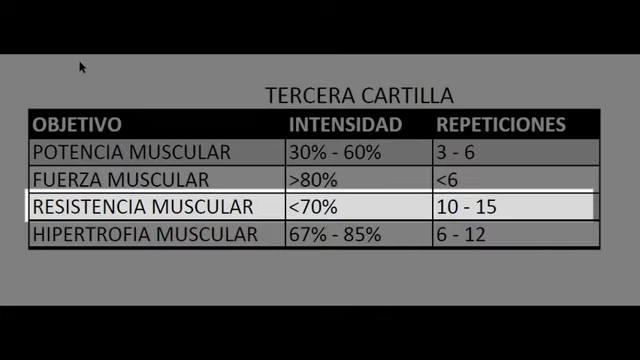 TERCERA CARTILLA
OBJETIVO INTENSIDAD REPETICIONES
POTENCIA MUSCULAR 30% - 60% 3 - 6
FUERZA MUSCULAR >80% <6
RESISTENCIA MUSCULAR <70% 10 - 15
HIPERTROFIA MUSCULAR 67% - 85% 6 - 12